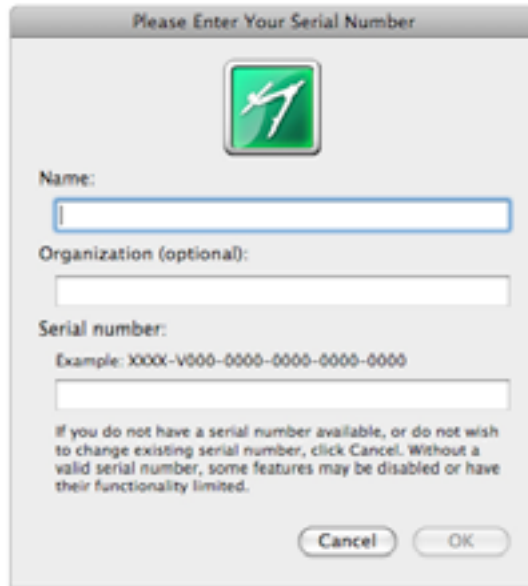 Please Enter Your Serial Number
Name:
Organization (optional):
Serial number:
Example: XXXX-V000-0000-0000-0000-0000
If you do not have a serial number available, or do not wish
to change existing serial number, click Cancel. Without a
valid serial number, some features may be disabled or have
their functionality limited.
Cancel OK